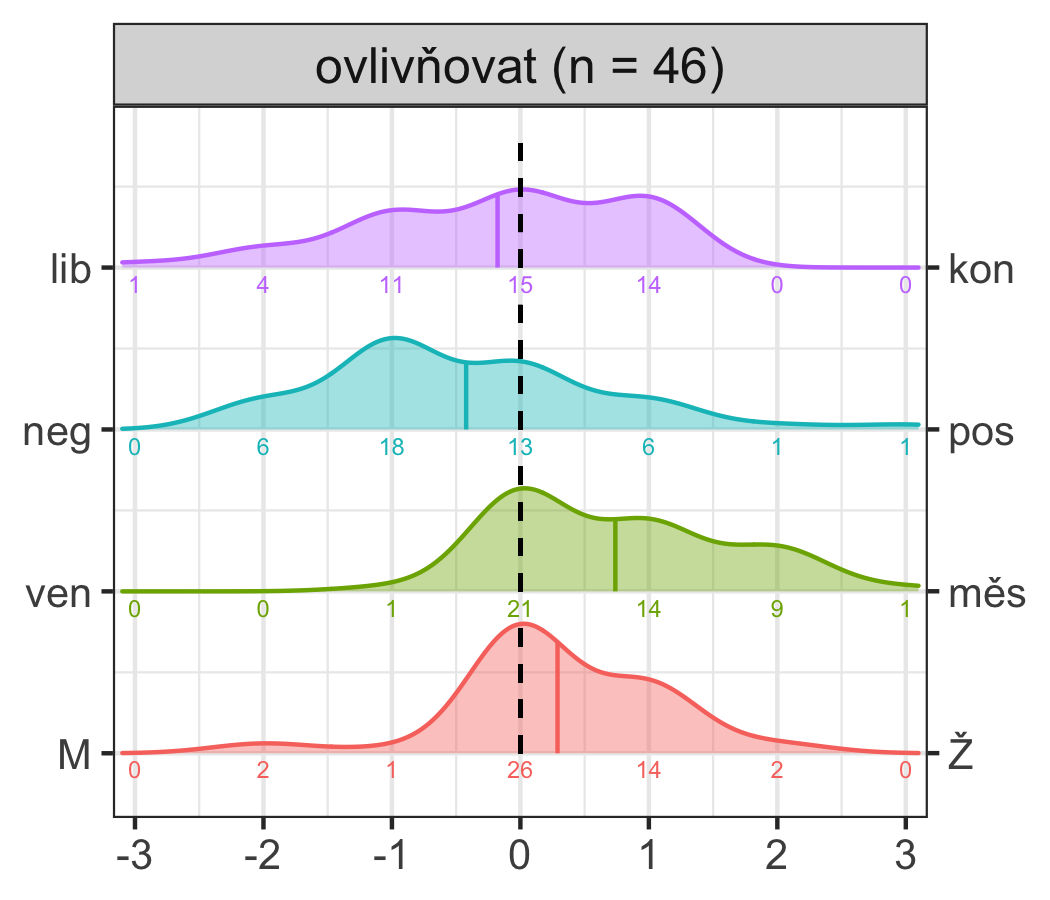 ovlivňovat (n = 46)
lib kon
1 4 11 15 14 0 0
neg pos
0 6 18 13 6 1 1
ven měs
0 0 1 21 14 9 1
M Ž
0 2 1 26 14 2 0
-3 -2 -1 0 1 2 3